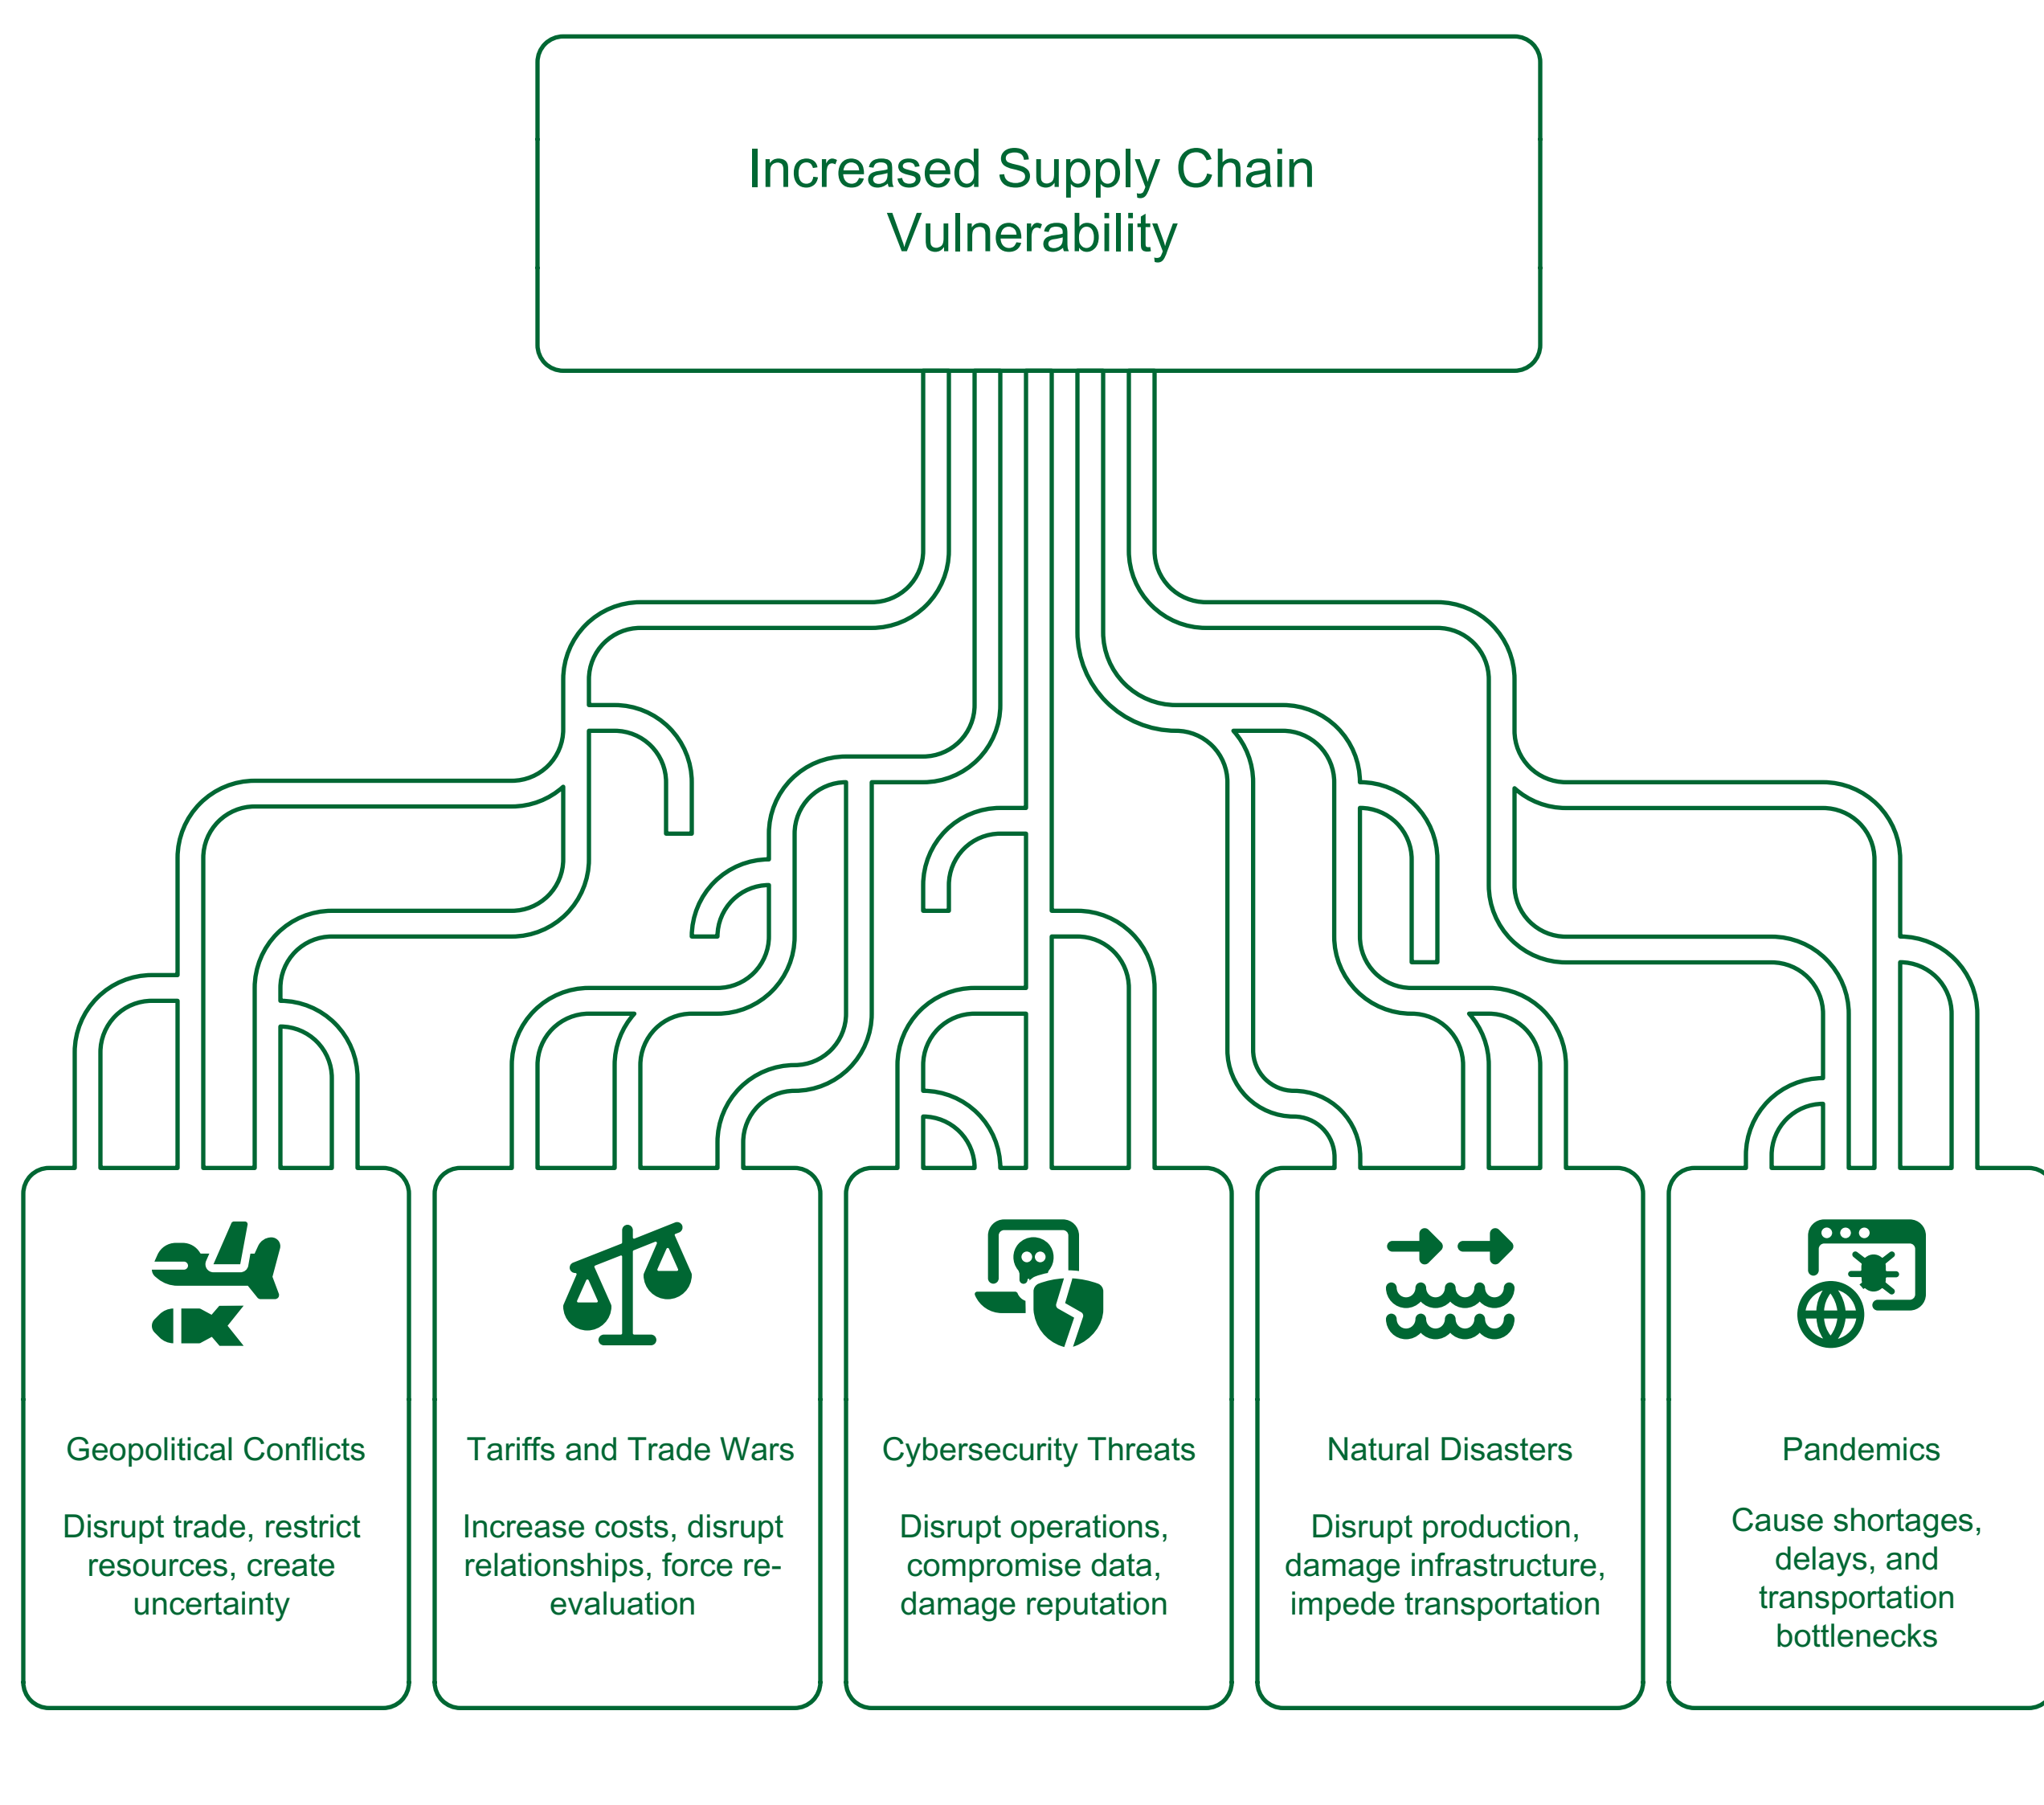 Increased Supply Chain
Vulnerability
Geopolitical Conflicts
Disrupt trade, restrict
resources, create
uncertainty
Tariffs and Trade Wars
Increase costs, disrupt
relationships, force re-
evaluation
Cybersecurity Threats
Disrupt operations,
compromise data,
damage reputation
Natural Disasters
Disrupt production,
damage infrastructure,
impede transportation
Pandemics
Cause shortages,
delays, and
transportation
bottlenecks